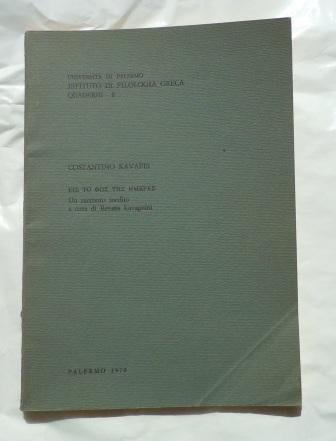 UNIVERSITÀ DI PALERMO
ISTITUTO DI FILOLOGIA GRECA
QUADERNI - 8
COSTANTINO KAVAFIS
ΕΙΣ ΤΟ ΦΩΣ ΤΗΣ ΗΜΕΡΑΣ
Un racconto inedito
a cura di Renata Lavagnini
PALERMO 1979